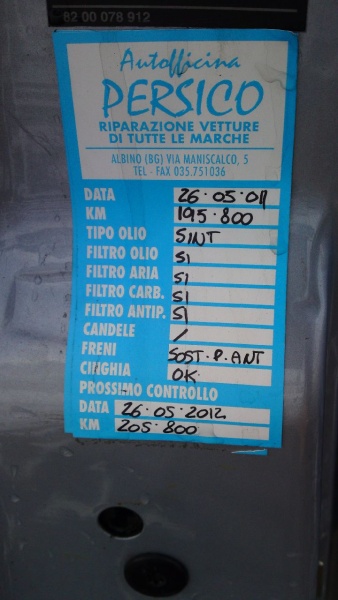 82 00 078 912
Autofficina
PERSICO
RIPARAZIONE VETTURE
DI TUTTE LE MARCHE
ALBINO (BG) VIA MANISCALCO, 5
TEL - FAX 035.751036
DATA 26.05.011
KM 195.800
TIPO OLIO SINT
FILTRO OLIO SI
FILTRO ARIA SI
FILTRO CARB. SI
FILTRO ANTIP. SI
CANDELE /
FRENI SOST.P.ANT
CINGHIA OK
PROSSIMO CONTROLLO
DATA 26.05.2012
KM 205.800